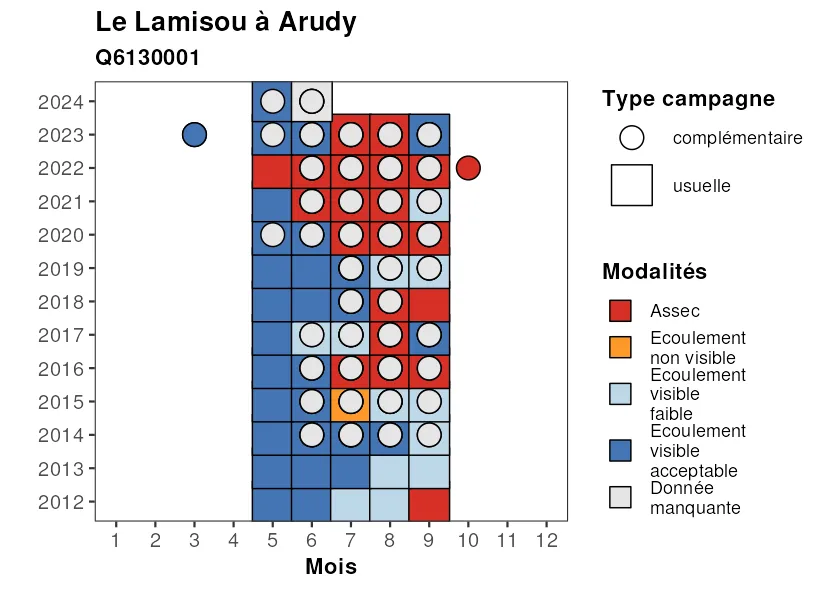 Le Lamisou à Arudy
Q6130001
2024
2023
2022
2021
2020
2019
2018
2017
2016
2015
2014
2013
2012
1 2 3 4 5 6 7 8 9 10 11 12
Mois
Type campagne
complémentaire
usuelle
Modalités
Assec
Ecoulement
non visible
Ecoulement
visible
faible
Ecoulement
visible
acceptable
Donnée
manquante